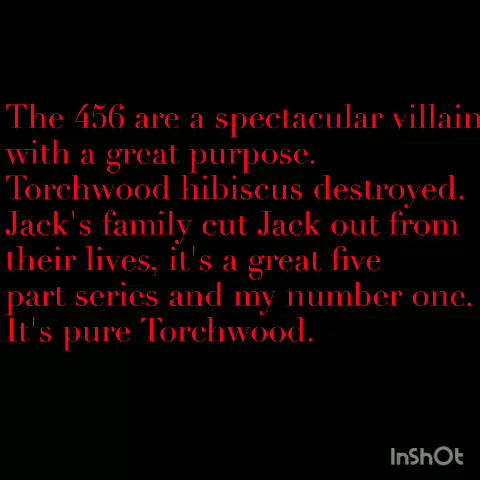 The 456 are a spectacular villain
with a great purpose.
Torchwood hibiscus destroyed.
Jack's family cut Jack out from
their lives, it's a great five
part series and my number one.
It's pure Torchwood.
InShOt